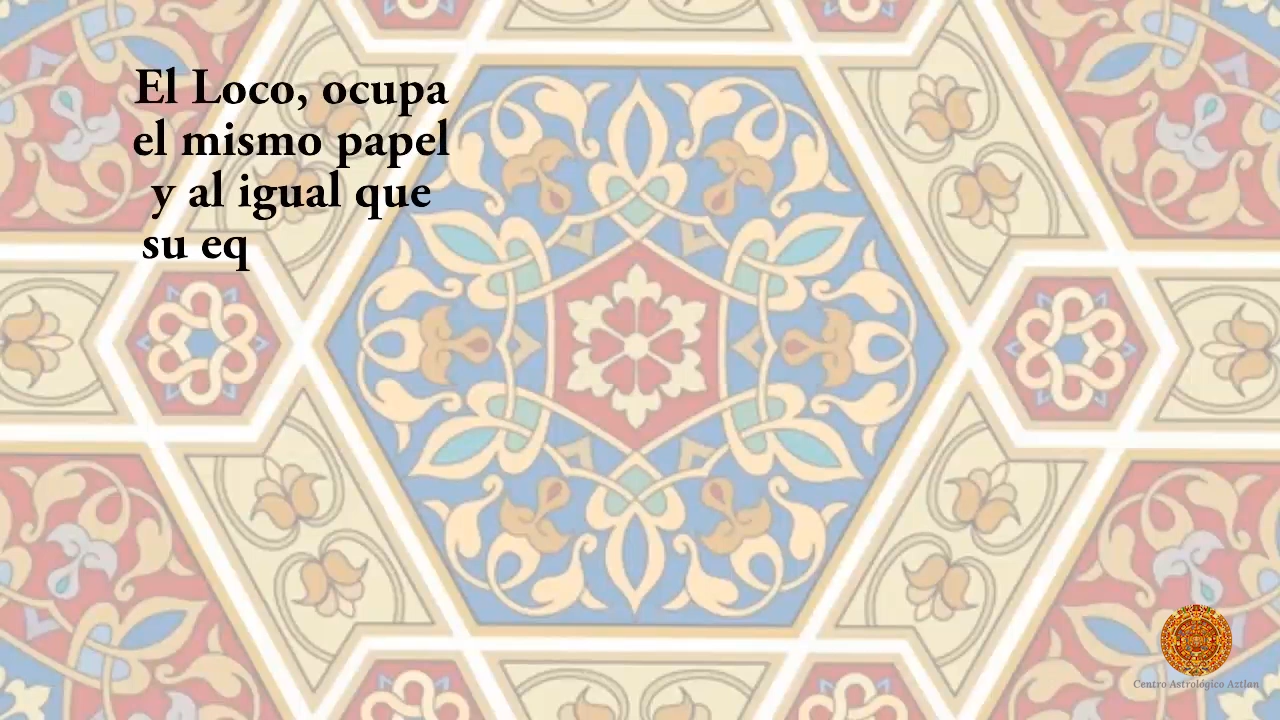 El Loco, ocupa
el mismo papel
y al igual que
su eq
Centro Astrológico Aztlan